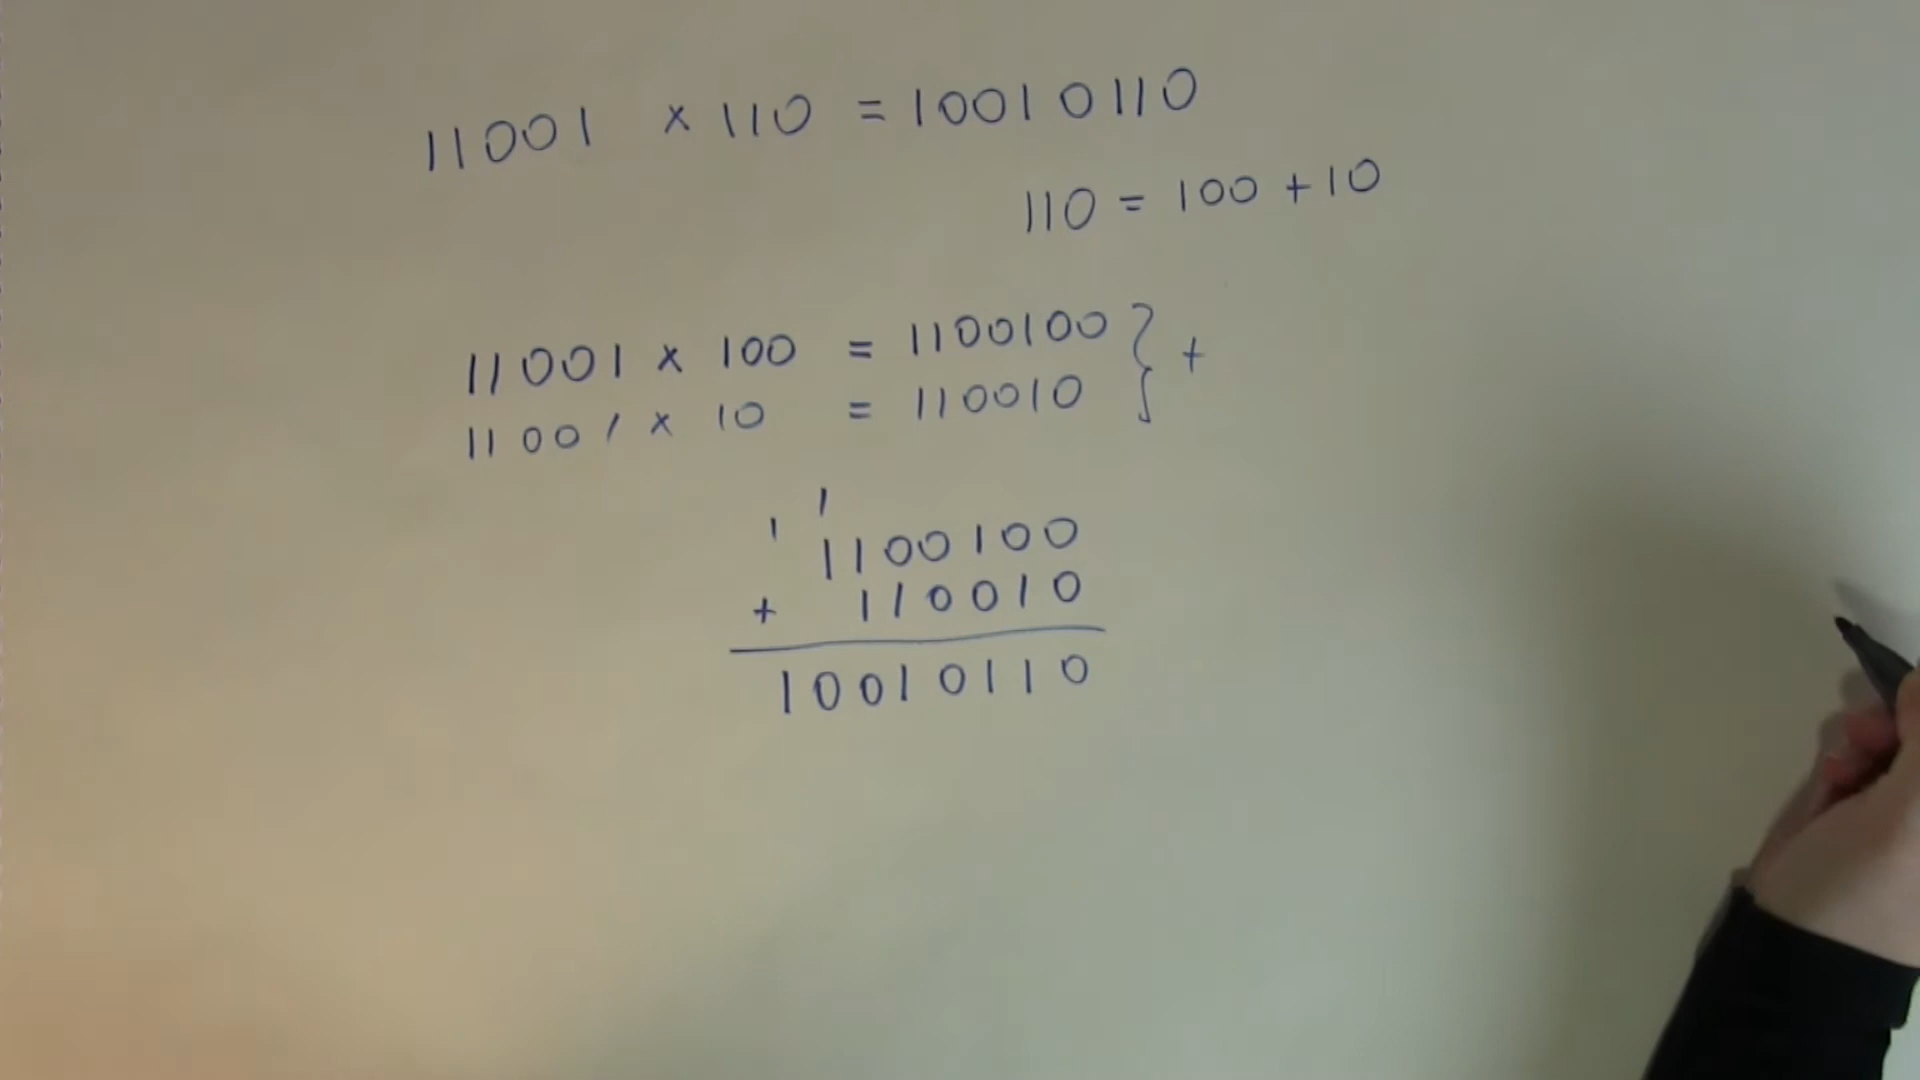 11001 × 110 = 10010110
110 = 100 + 10
11001 × 100 = 1100100 } +
11001 × 10 = 110010
1 1
1100100
+ 110010
10010110